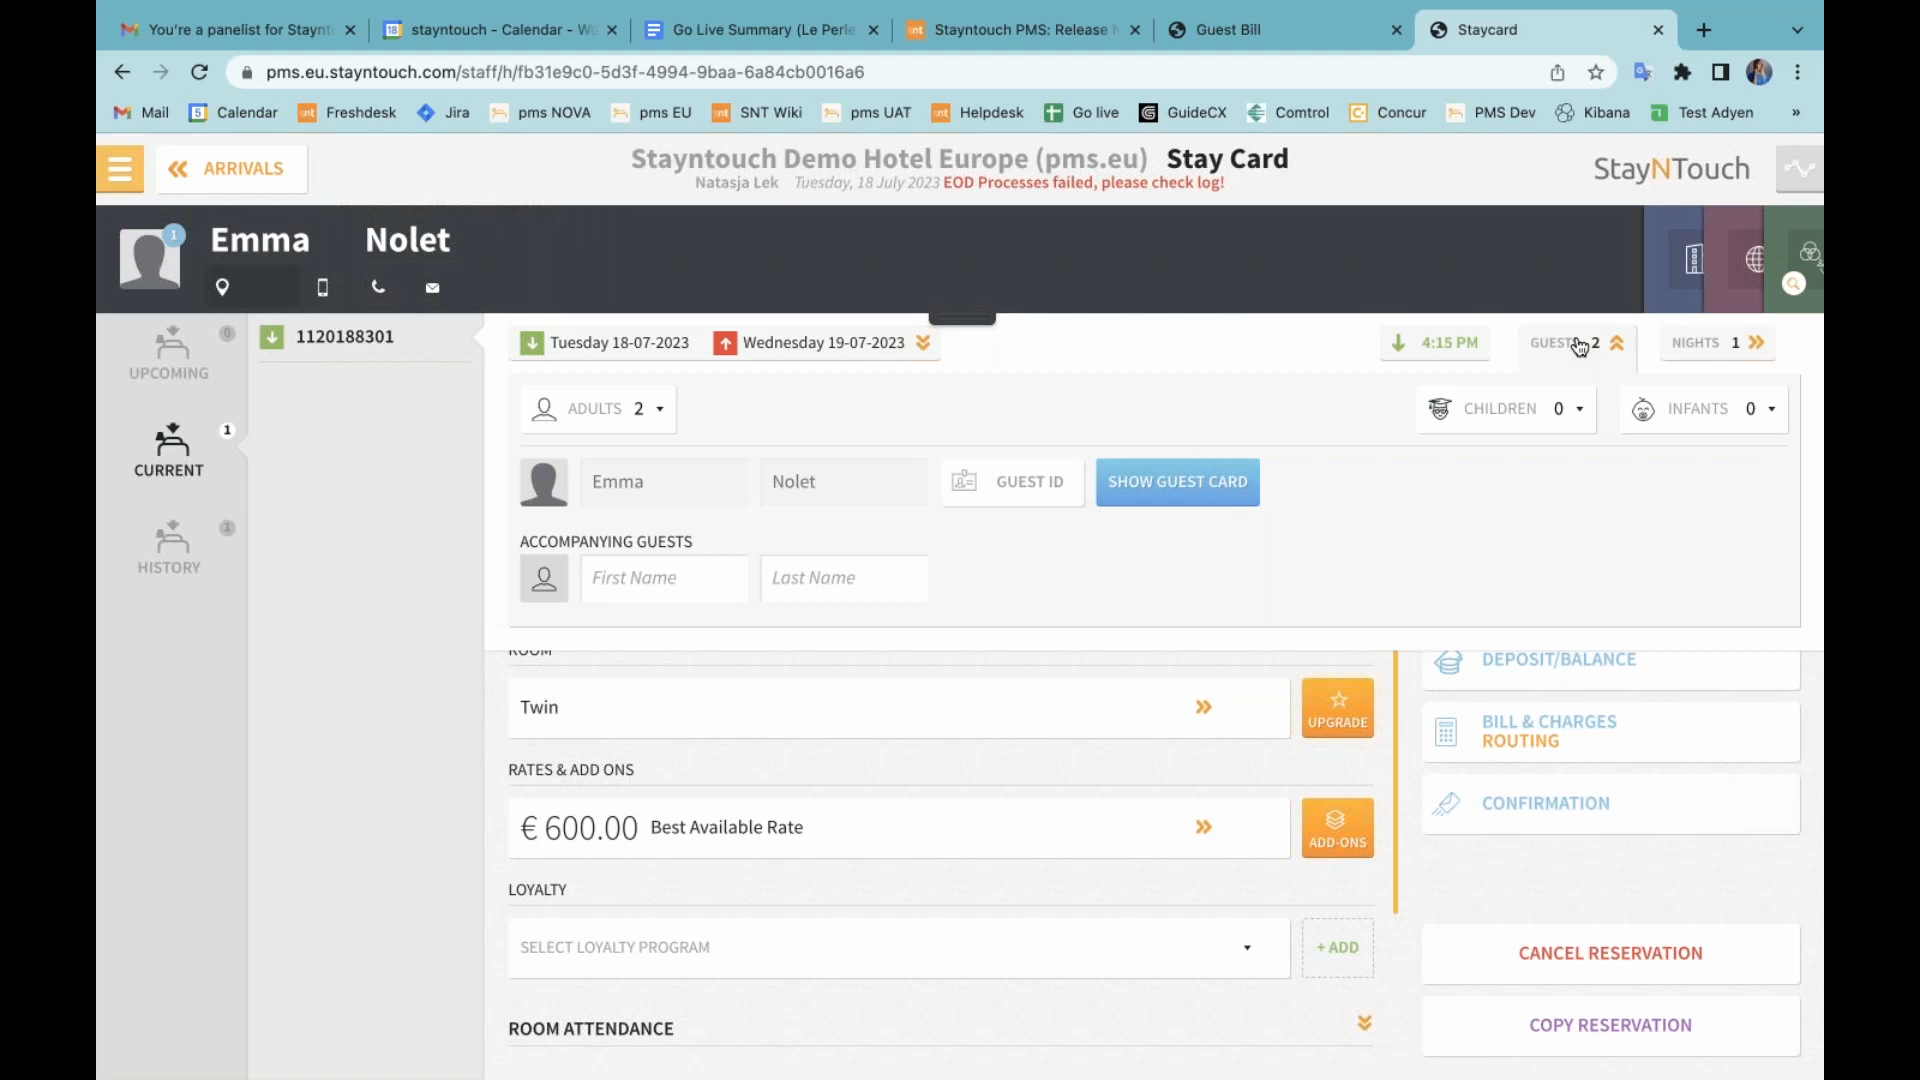 You're a panelist for Staynt
stayntouch - Calendar - We
Go Live Summary (Le Perle
Stayntouch PMS: Release N
Guest Bill
Staycard
pms.eu.stayntouch.com/staff/h/fb31e9c0-5d3f-4994-9baa-6a84cb0016a6
Mail
Calendar
Freshdesk
Jira
pms NOVA
pms EU
SNT Wiki
pms UAT
Helpdesk
Go live
GuideCX
Comtrol
Concur
PMS Dev
Kibana
Test Adyen
»
ARRIVALS
Stayntouch Demo Hotel Europe (pms.eu) Stay Card
Natasja Lek Tuesday, 18 July 2023 EOD Processes failed, please check log!
StayNTouch
1
Emma Nolet
UPCOMING 0
CURRENT 1
HISTORY 1
1120188301
Tuesday 18-07-2023
Wednesday 19-07-2023
4:15 PM
GUESTS 2
NIGHTS 1
ADULTS 2
CHILDREN 0
INFANTS 0
Emma
Nolet
GUEST ID
SHOW GUEST CARD
ACCOMPANYING GUESTS
First Name
Last Name
ROOM
Twin
UPGRADE
RATES & ADD ONS
€ 600.00 Best Available Rate
ADD-ONS
LOYALTY
SELECT LOYALTY PROGRAM
+ ADD
ROOM ATTENDANCE
DEPOSIT/BALANCE
BILL & CHARGES
ROUTING
CONFIRMATION
CANCEL RESERVATION
COPY RESERVATION